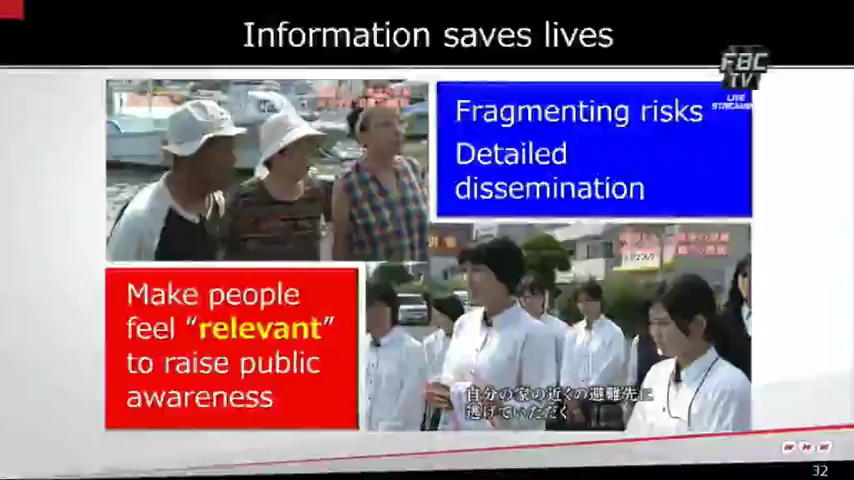 Information saves lives
FBC
TV
LIVE
STREAMING
Fragmenting risks
Detailed
dissemination
Make people
feel “relevant”
to raise public
awareness
自分の家の近くの避難先に
逃げていただく
32